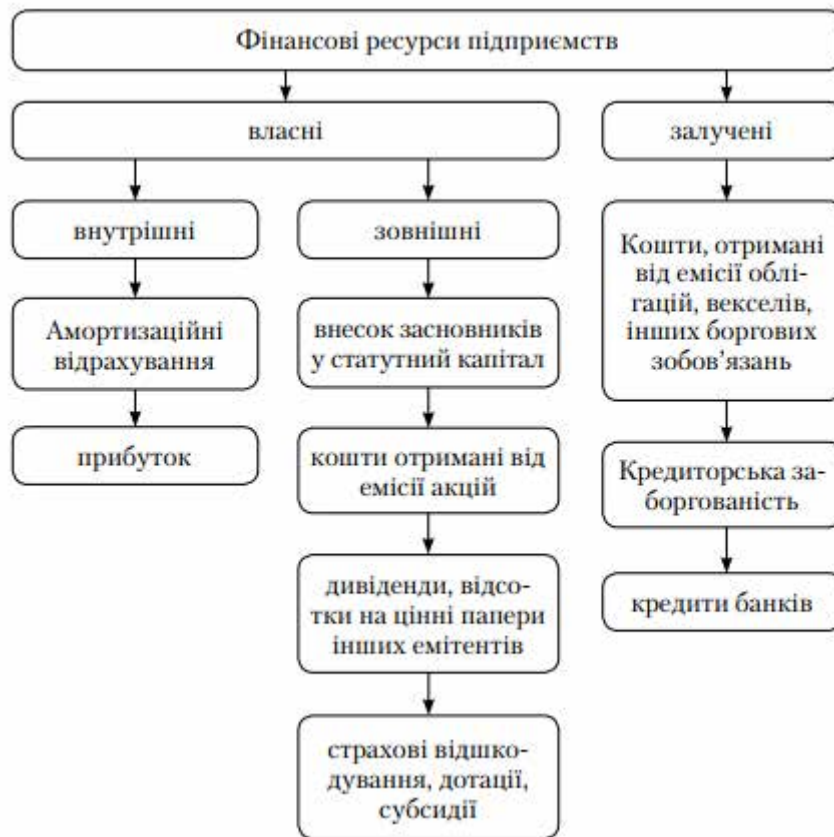 Фінансові ресурси підприємств
власні
залучені
внутрішні
зовнішні
Кошти, отримані
від емісії облі-
гацій, векселів,
інших боргових
зобов’язань
Амортизаційні
відрахування
внесок засновників
у статутний капітал
прибуток
кошти отримані від
емісії акцій
Кредиторська за-
боргованість
дивіденди, відсо-
тки на цінні папери
інших емітентів
кредити банків
страхові відшко-
дування, дотації,
субсидії